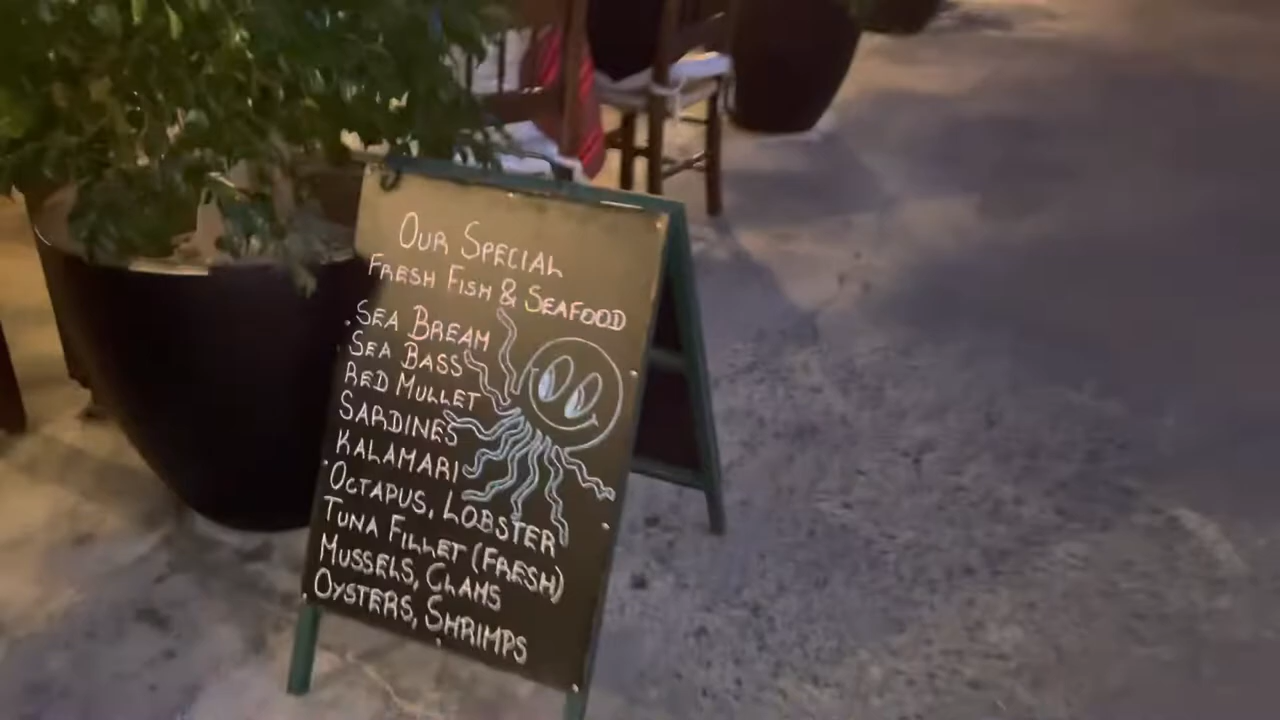 OUR SPECIAL
FRESH FISH & SEAFOOD
SEA BREAM
SEA BASS
RED MULLET
SARDINES
KALAMARI
OCTAPUS, LOBSTER
TUNA FILLET (FRESH)
MUSSELS, CLAMS
OYSTERS, SHRIMPS